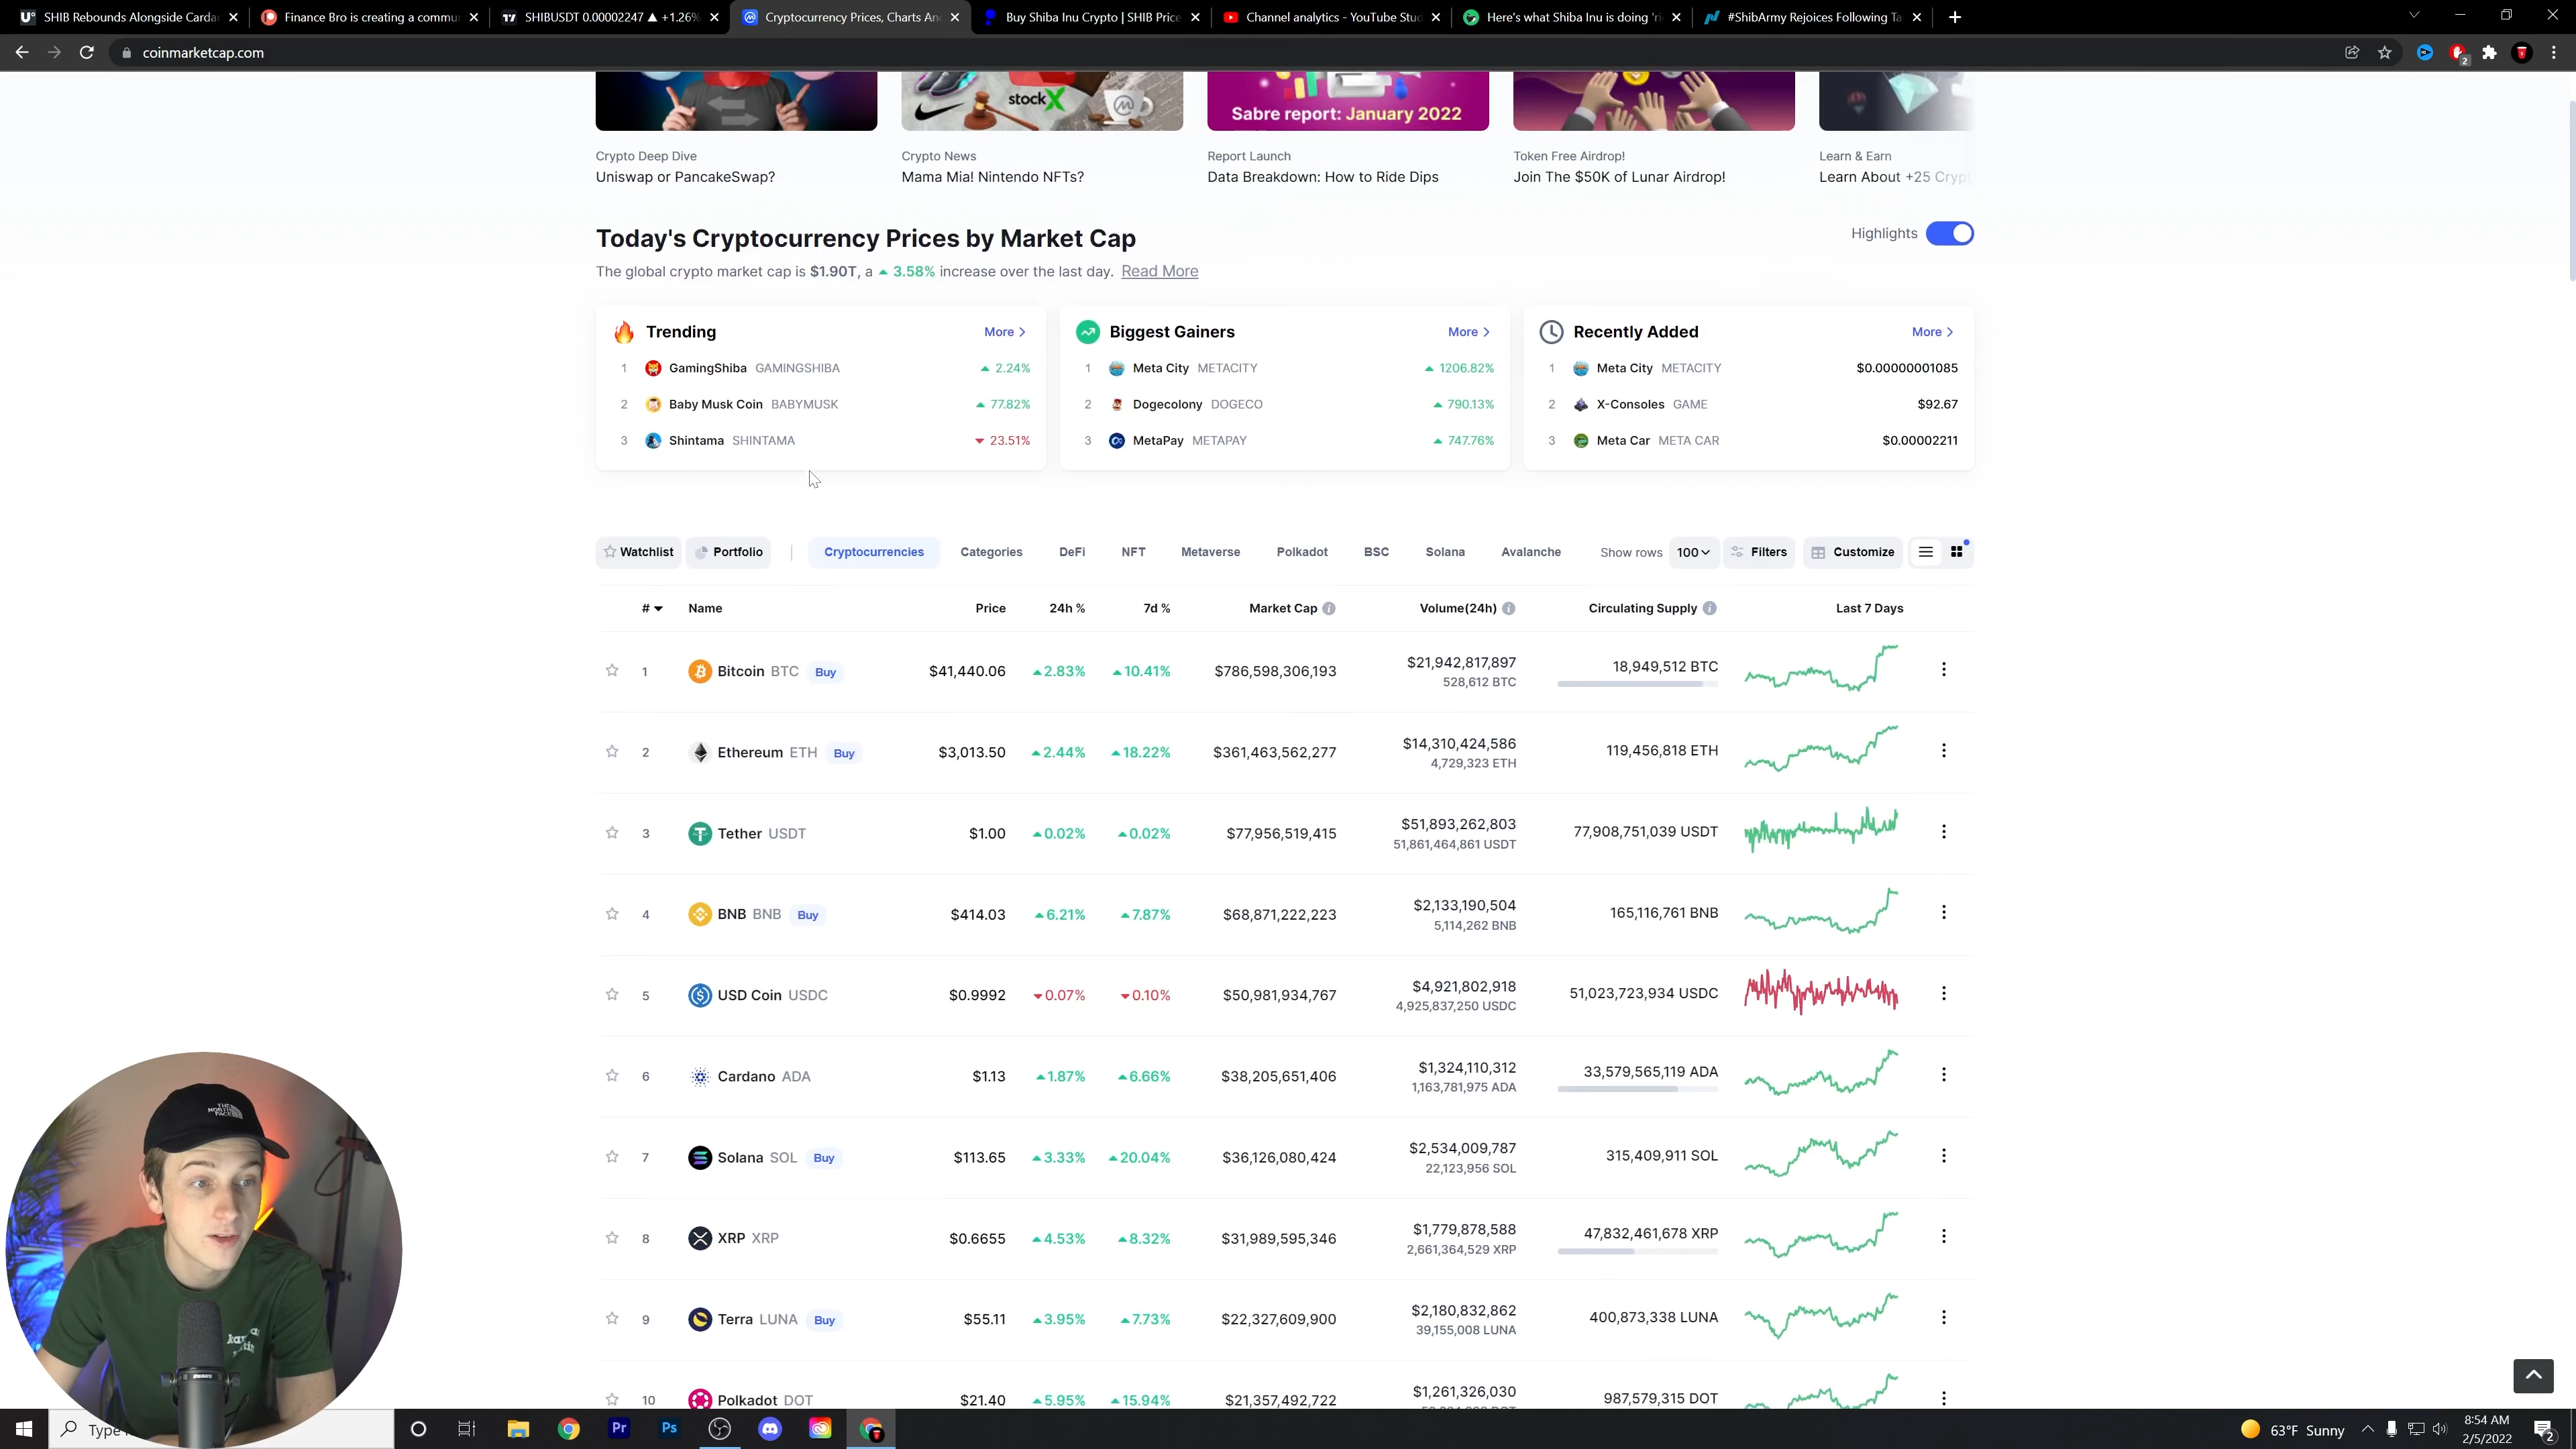 SHIB Rebounds Alongside Carda
Finance Bro is creating a commu
SHIBUSDT 0.00002247 ▲ +1.26%
Cryptocurrency Prices, Charts An
Buy Shiba Inu Crypto | SHIB Price
Channel analytics - YouTube Stud
Here's what Shiba Inu is doing 'ri
#ShibArmy Rejoices Following Ta
coinmarketcap.com
2
stockX
Sabre report: January 2022
Crypto Deep Dive
Uniswap or PancakeSwap?
Crypto News
Mama Mia! Nintendo NFTs?
Report Launch
Data Breakdown: How to Ride Dips
Token Free Airdrop!
Join The $50K of Lunar Airdrop!
Learn & Earn
Learn About +25 Crypt
Today's Cryptocurrency Prices by Market Cap
Highlights
The global crypto market cap is $1.90T, a ▲ 3.58% increase over the last day. Read More
Trending More >
1 GamingShiba GAMINGSHIBA ▲ 2.24%
2 Baby Musk Coin BABYMUSK ▲ 77.82%
3 Shintama SHINTAMA ▼ 23.51%
Biggest Gainers More >
1 Meta City METACITY ▲ 1206.82%
2 Dogecolony DOGECO ▲ 790.13%
3 MetaPay METAPAY ▲ 747.76%
Recently Added More >
1 Meta City METACITY $0.00000001085
2 X-Consoles GAME $92.67
3 Meta Car META CAR $0.00002211
Watchlist Portfolio | Cryptocurrencies Categories DeFi NFT Metaverse Polkadot BSC Solana Avalanche Show rows 100 Filters Customize
# Name Price 24h % 7d % Market Cap Volume(24h) Circulating Supply Last 7 Days
1 Bitcoin BTC Buy $41,440.06 ▲2.83% ▲10.41% $786,598,306,193 $21,942,817,897 18,949,512 BTC
528,612 BTC
2 Ethereum ETH Buy $3,013.50 ▲2.44% ▲18.22% $361,463,562,277 $14,310,424,586 119,456,818 ETH
4,729,323 ETH
3 Tether USDT $1.00 ▲0.02% ▲0.02% $77,956,519,415 $51,893,262,803 77,908,751,039 USDT
51,861,464,861 USDT
4 BNB BNB Buy $414.03 ▲6.21% ▲7.87% $68,871,222,223 $2,133,190,504 165,116,761 BNB
5,114,262 BNB
5 USD Coin USDC $0.9992 ▼0.07% ▼0.10% $50,981,934,767 $4,921,802,918 51,023,723,934 USDC
4,925,837,250 USDC
6 Cardano ADA $1.13 ▲1.87% ▲6.66% $38,205,651,406 $1,324,110,312 33,579,565,119 ADA
1,163,781,975 ADA
7 Solana SOL Buy $113.65 ▲3.33% ▲20.04% $36,126,080,424 $2,534,009,787 315,409,911 SOL
22,123,956 SOL
8 XRP XRP $0.6655 ▲4.53% ▲8.32% $31,989,595,346 $1,779,878,588 47,832,461,678 XRP
2,661,364,529 XRP
9 Terra LUNA Buy $55.11 ▲3.95% ▲7.73% $22,327,609,900 $2,180,832,862 400,873,338 LUNA
39,155,008 LUNA
10 Polkadot DOT $21.40 ▲5.95% ▲15.94% $21,357,492,722 $1,261,326,030 987,579,315 DOT
THE
NORTH
FACE
Type
Pr
Ps
63°F Sunny
8:54 AM
2/5/2022
2